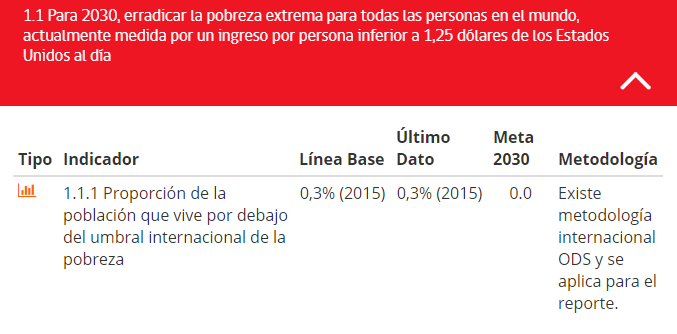 1.1 Para 2030, erradicar la pobreza extrema para todas las personas en el mundo,
actualmente medida por un ingreso por persona inferior a 1,25 dólares de los Estados
Unidos al día
Tipo Indicador Línea Base Último Dato Meta 2030 Metodología
1.1.1 Proporción de la
población que vive por debajo
del umbral internacional de la
pobreza
0,3% (2015)
0,3% (2015)
0.0
Existe
metodología
internacional
ODS y se
aplica para el
reporte.